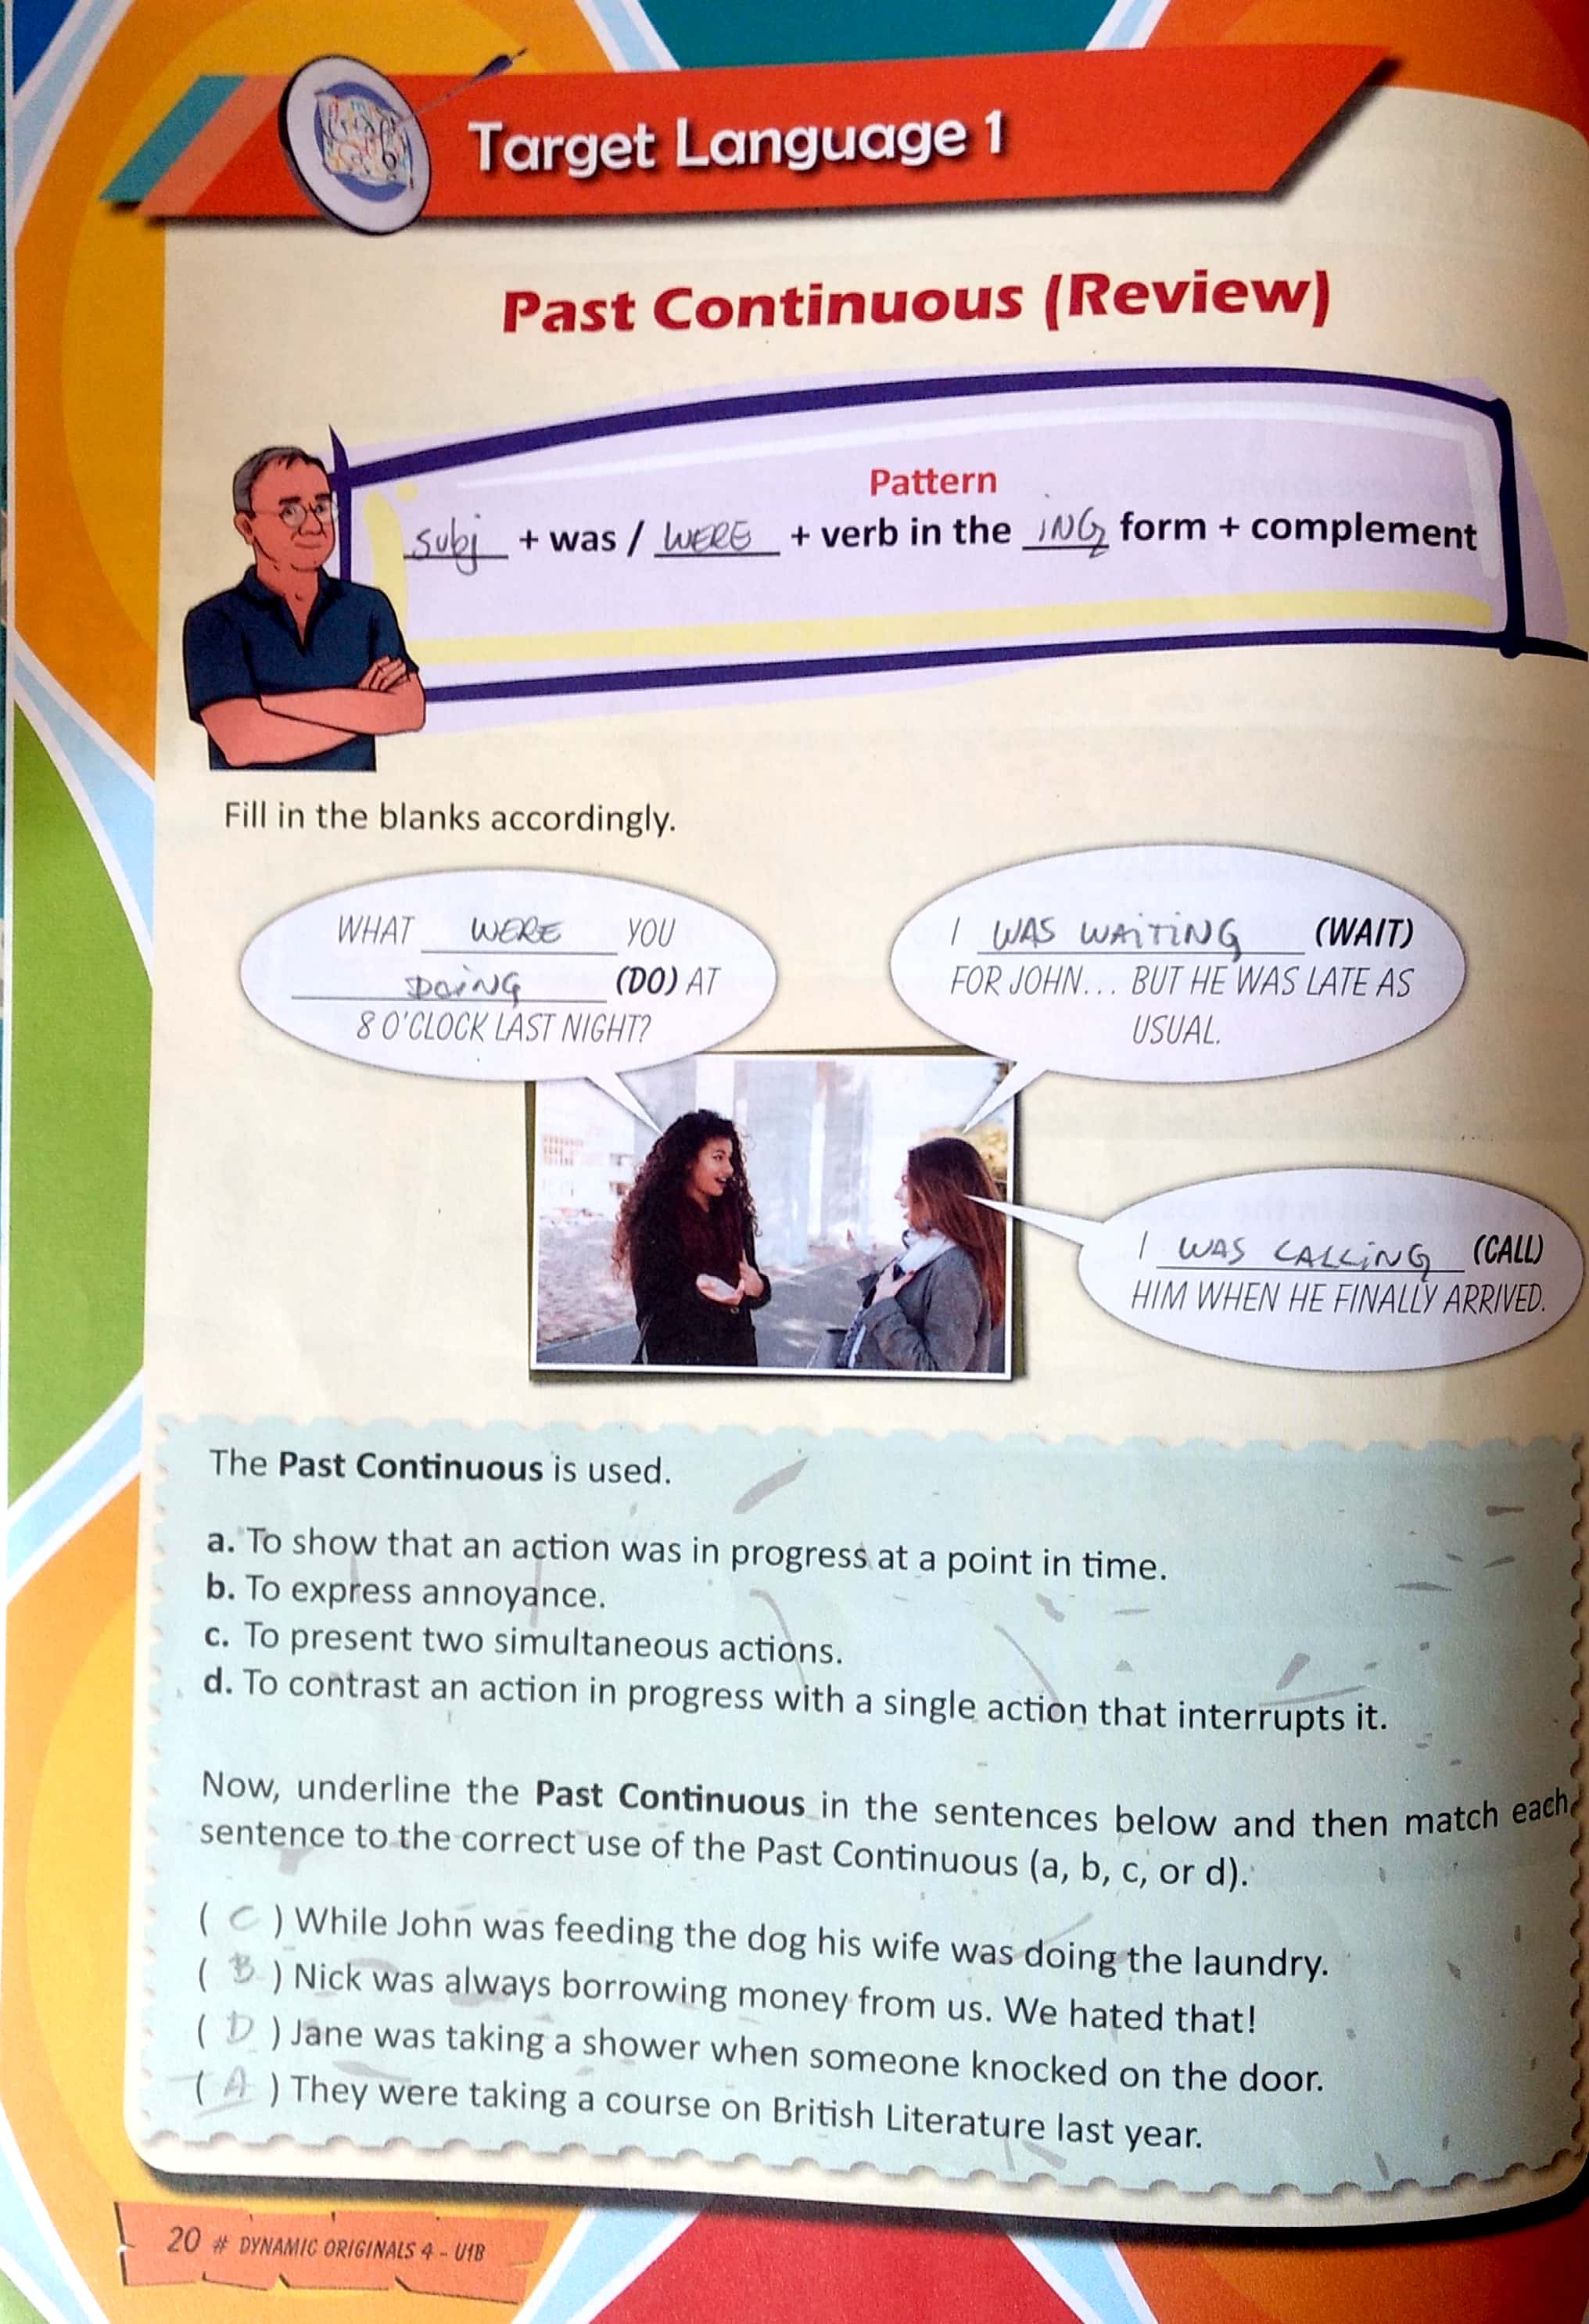 Target Language 1
Past Continuous (Review)
Pattern
subj + was / WERE + verb in the ING form + complement
Fill in the blanks accordingly.
WHAT WERE YOU
DOING (DO) AT
8 O'CLOCK LAST NIGHT?
I WAS WAITING (WAIT)
FOR JOHN... BUT HE WAS LATE AS
USUAL.
I WAS CALLING (CALL)
HIM WHEN HE FINALLY ARRIVED.
The Past Continuous is used.
a. To show that an action was in progress at a point in time.
b. To express annoyance.
c. To present two simultaneous actions.
d. To contrast an action in progress with a single action that interrupts it.
Now, underline the Past Continuous in the sentences below and then match each
sentence to the correct use of the Past Continuous (a, b, c, or d).
( C ) While John was feeding the dog his wife was doing the laundry.
( B ) Nick was always borrowing money from us. We hated that!
( D ) Jane was taking a shower when someone knocked on the door.
( A ) They were taking a course on British Literature last year.
20 # DYNAMIC ORIGINALS 4 - U1B